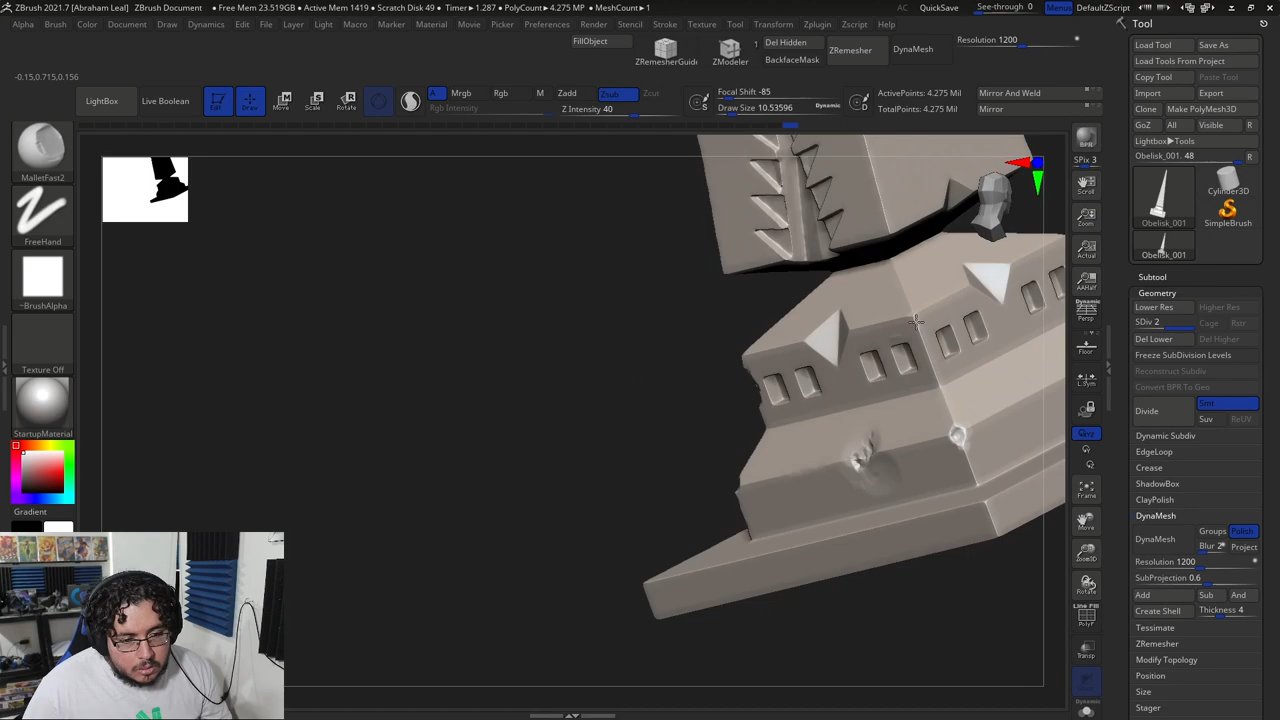 ZBrush 2021.7 [Abraham Leal] ZBrush Document • Free Mem 23.519GB • Active Mem 1419 • Scratch Disk 49 • Timer▸1.287 • PolyCount▸4.275 MP • MeshCount▸1
AC QuickSave See-through 0 Menus DefaultZScript
Alpha Brush Color Document Draw Dynamics Edit File Layer Light Macro Marker Material Movie Picker Preferences Render Stencil Stroke Texture Tool Transform Zplugin Zscript Help
FillObject
ZRemesherGuide
ZModeler
1
Del Hidden
BackfaceMask
ZRemesher
DynaMesh
Resolution 1200
-0.15,0.715,0.156
LightBox
Live Boolean
Edit
Draw
Move
Scale
Rotate
A Mrgb Rgb M Zadd Zsub Zcut
Rgb Intensity
Z Intensity 40
S
Focal Shift -85
Draw Size 10.53596
Dynamic
D
ActivePoints: 4.275 Mil
TotalPoints: 4.275 Mil
Mirror And Weld
Mirror
MalletFast2
FreeHand
~BrushAlpha
Texture Off
StartupMaterial
Gradient
BPR
SPix 3
Scroll
Zoom
Actual
AAHalf
Dynamic
Persp
Floor
L.Sym
Frame
Move
Zoom3D
Rotate
Line Fill
PolyF
Transp
Dynamic
Tool
Load Tool Save As
Load Tools From Project
Copy Tool Paste Tool
Import Export
Clone Make PolyMesh3D
GoZ All Visible R
Lightbox▸Tools
Obelisk_001. 48 R
Obelisk_001
Cylinder3D
SimpleBrush
Obelisk_001
Subtool
Geometry
Lower Res Higher Res
SDiv 2 Cage Rstr
Del Lower Del Higher
Freeze SubDivision Levels
Reconstruct Subdiv
Convert BPR To Geo
Divide
Smt
Suv ReUV
Dynamic Subdiv
EdgeLoop
Crease
ShadowBox
ClayPolish
DynaMesh
DynaMesh
Groups Polish
Blur 2 Project
Resolution 1200
SubProjection 0.6
Add Sub And
Create Shell Thickness 4
Tessimate
ZRemesher
Modify Topology
Position
Size
Stager